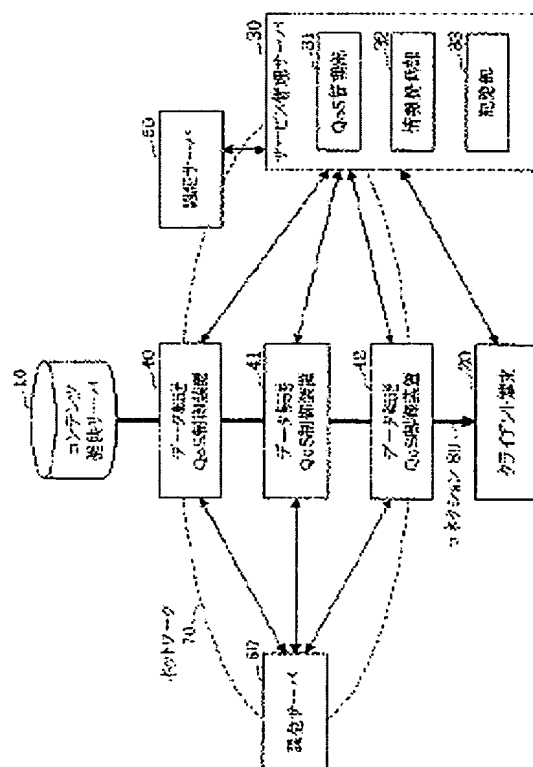 10
コンテンツ
配信サーバ
40
データ転送
QoS制御装置
41
データ転送
QoS制御装置
42
データ転送
QoS制御装置
コネクション 80
20
クライアント端末
ネットワーク
70
課金サーバ
認証サーバ
50
サービス管理サーバ
30
QoS管理部
31
情報提供部
32
記憶部
33